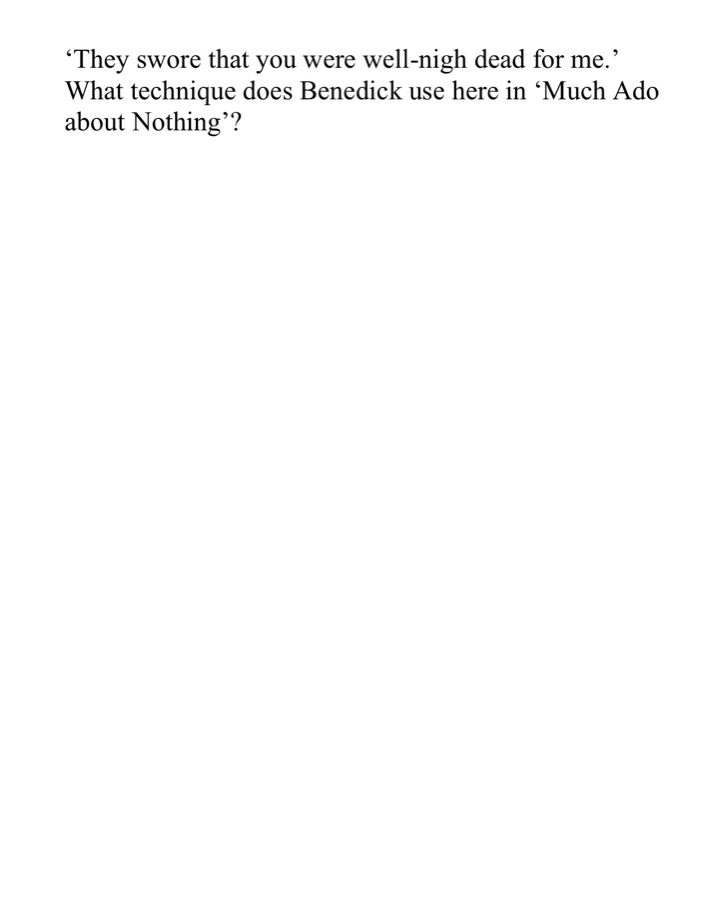 ‘They swore that you were well-nigh dead for me.’
What technique does Benedick use here in ‘Much Ado
about Nothing’?